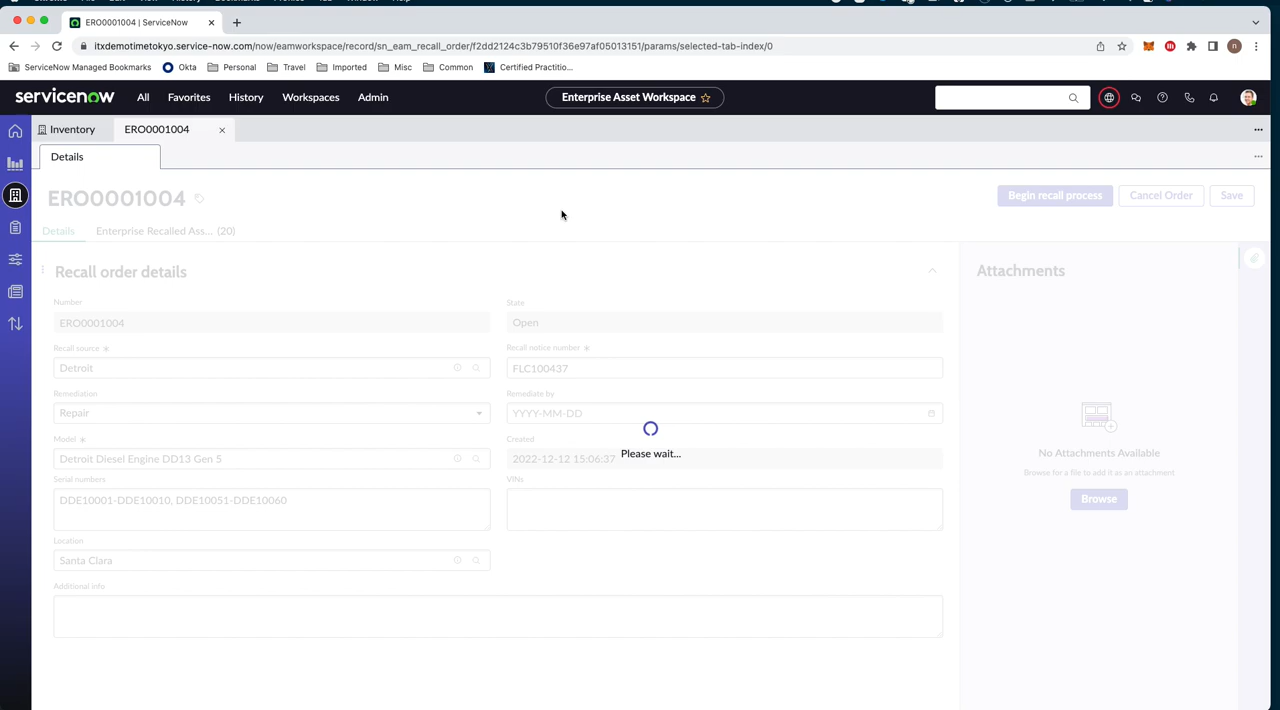 ERO0001004 | ServiceNow
itxdemotimetokyo.service-now.com/now/eamworkspace/record/sn_eam_recall_order/f2dd2124c3b79510f36e97af05013151/params/selected-tab-index/0
n
ServiceNow Managed Bookmarks Okta Personal Travel Imported Misc Common Certified Practitio...
servicenow All Favorites History Workspaces Admin Enterprise Asset Workspace
Inventory ERO0001004
Details
ERO0001004 Begin recall process Cancel Order Save
Details Enterprise Recalled Ass... (20)
Recall order details
Attachments
Number State
ERO0001004 Open
Recall source Recall notice number
Detroit FLC100437
Remediation Remediate by
Repair YYYY-MM-DD
Please wait...
Model Created
Detroit Diesel Engine DD13 Gen 5 2022-12-12 15:06:37
No Attachments Available
Browse for a file to add it as an attachment
Browse
Serial numbers VINs
DDE10001-DDE10010, DDE10051-DDE10060
Location
Santa Clara
Additional info